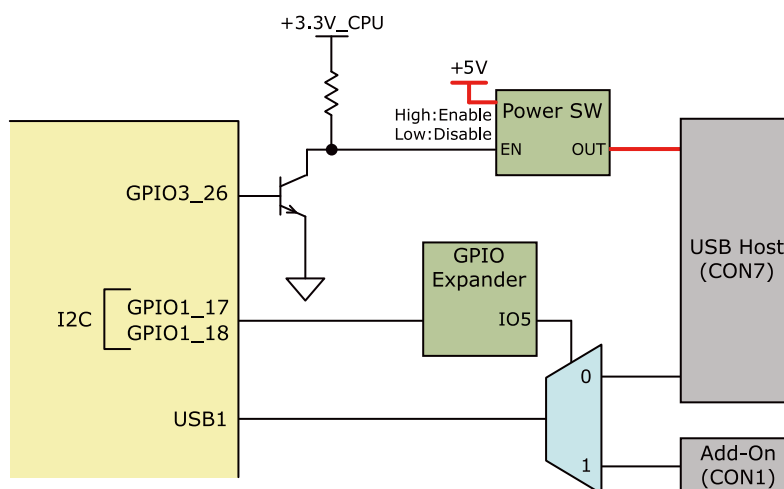 +3.3V_CPU
+5V
High:Enable
Low:Disable
Power SW
EN
OUT
GPIO3_26
USB Host
(CON7)
GPIO
Expander
IO5
I2C
GPIO1_17
GPIO1_18
0
USB1
1
Add-On
(CON1)